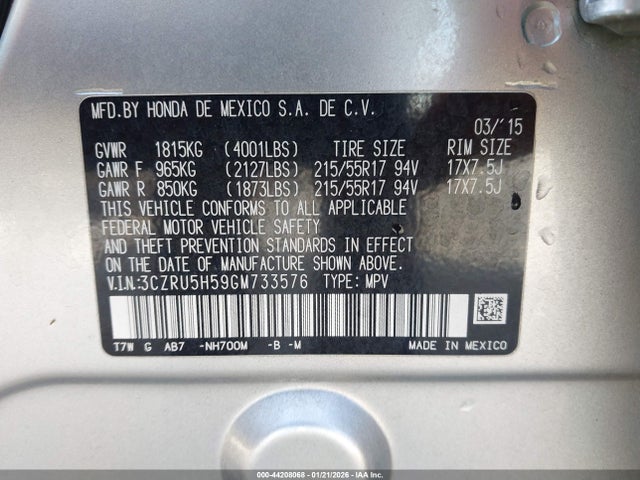 MFD.BY HONDA DE MEXICO S.A. DE C.V.
03/'15
GVWR 1815KG (4001LBS) TIRE SIZE RIM SIZE
GAWR F 965KG (2127LBS) 215/55R17 94V 17X7.5J
GAWR R 850KG (1873LBS) 215/55R17 94V 17X7.5J
THIS VEHICLE CONFORMS TO ALL APPLICABLE
FEDERAL MOTOR VEHICLE SAFETY
AND THEFT PREVENTION STANDARDS IN EFFECT
ON THE DATE OF MANUFACTURE SHOWN ABOVE.
V.I.N:3CZRU5H59GM733576 TYPE: MPV
T7W G AB7 -NH700M -B -M
MADE IN MEXICO
000-44208068 - 01/21/2026 - IAA Inc.